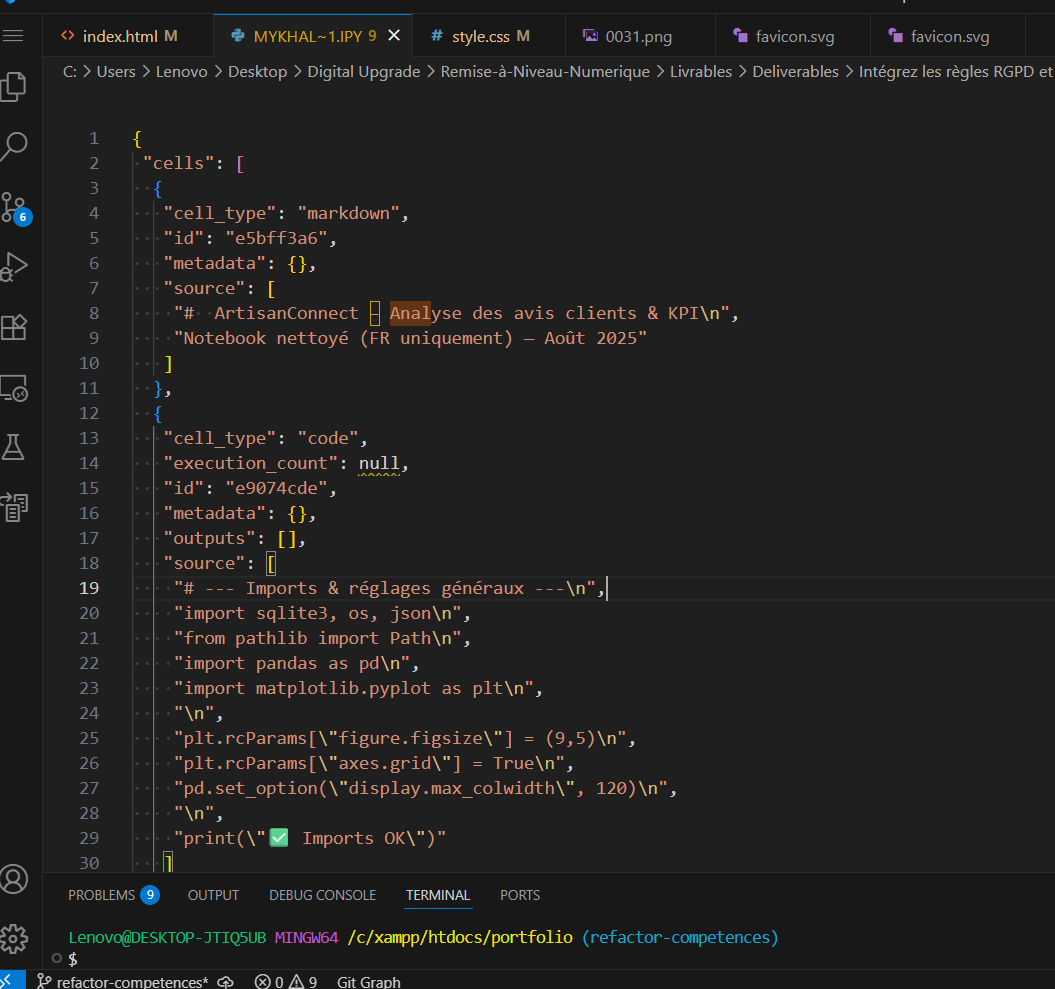 index.html M
MYKHAL~1.IPY 9
style.css M
0031.png
favicon.svg
favicon.svg
C: > Users > Lenovo > Desktop > Digital Upgrade > Remise-à-Niveau-Numerique > Livrables > Deliverables > Intégrez les règles RGPD et
1 {
2 "cells": [
3 {
4 "cell_type": "markdown",
5 "id": "e5bff3a6",
6 "metadata": {},
7 "source": [
8 "#  ArtisanConnect – Analyse des avis clients & KPI\n",
9 "Notebook nettoyé (FR uniquement) — Août 2025"
10 ]
11 },
12 {
13 "cell_type": "code",
14 "execution_count": null,
15 "id": "e9074cde",
16 "metadata": {},
17 "outputs": [],
18 "source": [
19 "# --- Imports & réglages généraux ---\n",
20 "import sqlite3, os, json\n",
21 "from pathlib import Path\n",
22 "import pandas as pd\n",
23 "import matplotlib.pyplot as plt\n",
24 "\n",
25 "plt.rcParams[\"figure.figsize\"] = (9,5)\n",
26 "plt.rcParams[\"axes.grid\"] = True\n",
27 "pd.set_option(\"display.max_colwidth\", 120)\n",
28 "\n",
29 "print(\"✅ Imports OK\")"
30 ]
6
PROBLEMS 9 OUTPUT DEBUG CONSOLE TERMINAL PORTS
Lenovo@DESKTOP-JTIQ5UB MINGW64 /c/xampp/htdocs/portfolio (refactor-competences)
$
refactor-competences* 0 9 Git Graph